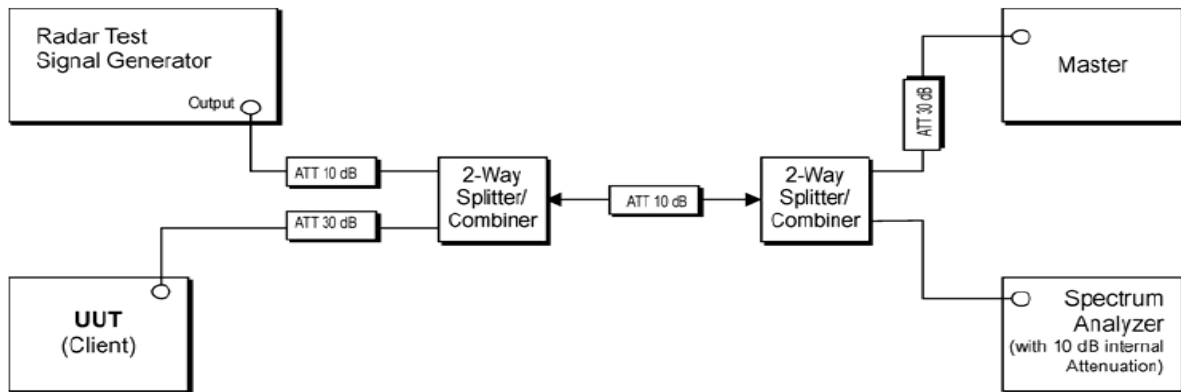 Radar Test
Signal Generator
Output
ATT 10 dB
ATT 30 dB
UUT
(Client)
2-Way
Splitter/
Combiner
ATT 10 dB
2-Way
Splitter/
Combiner
ATT 30 dB
Master
Spectrum
Analyzer
(with 10 dB internal
Attenuation)